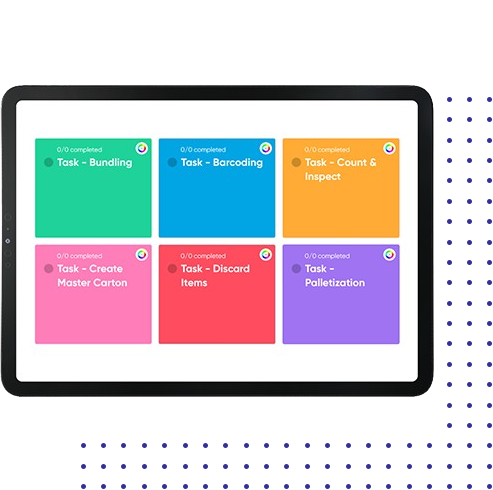 0/0 completed
Task - Bundling
0/0 completed
Task - Barcoding
0/0 completed
Task - Count &
Inspect
0/0 completed
Task - Create
Master Carton
0/0 completed
Task - Discard
Items
0/0 completed
Task -
Palletization